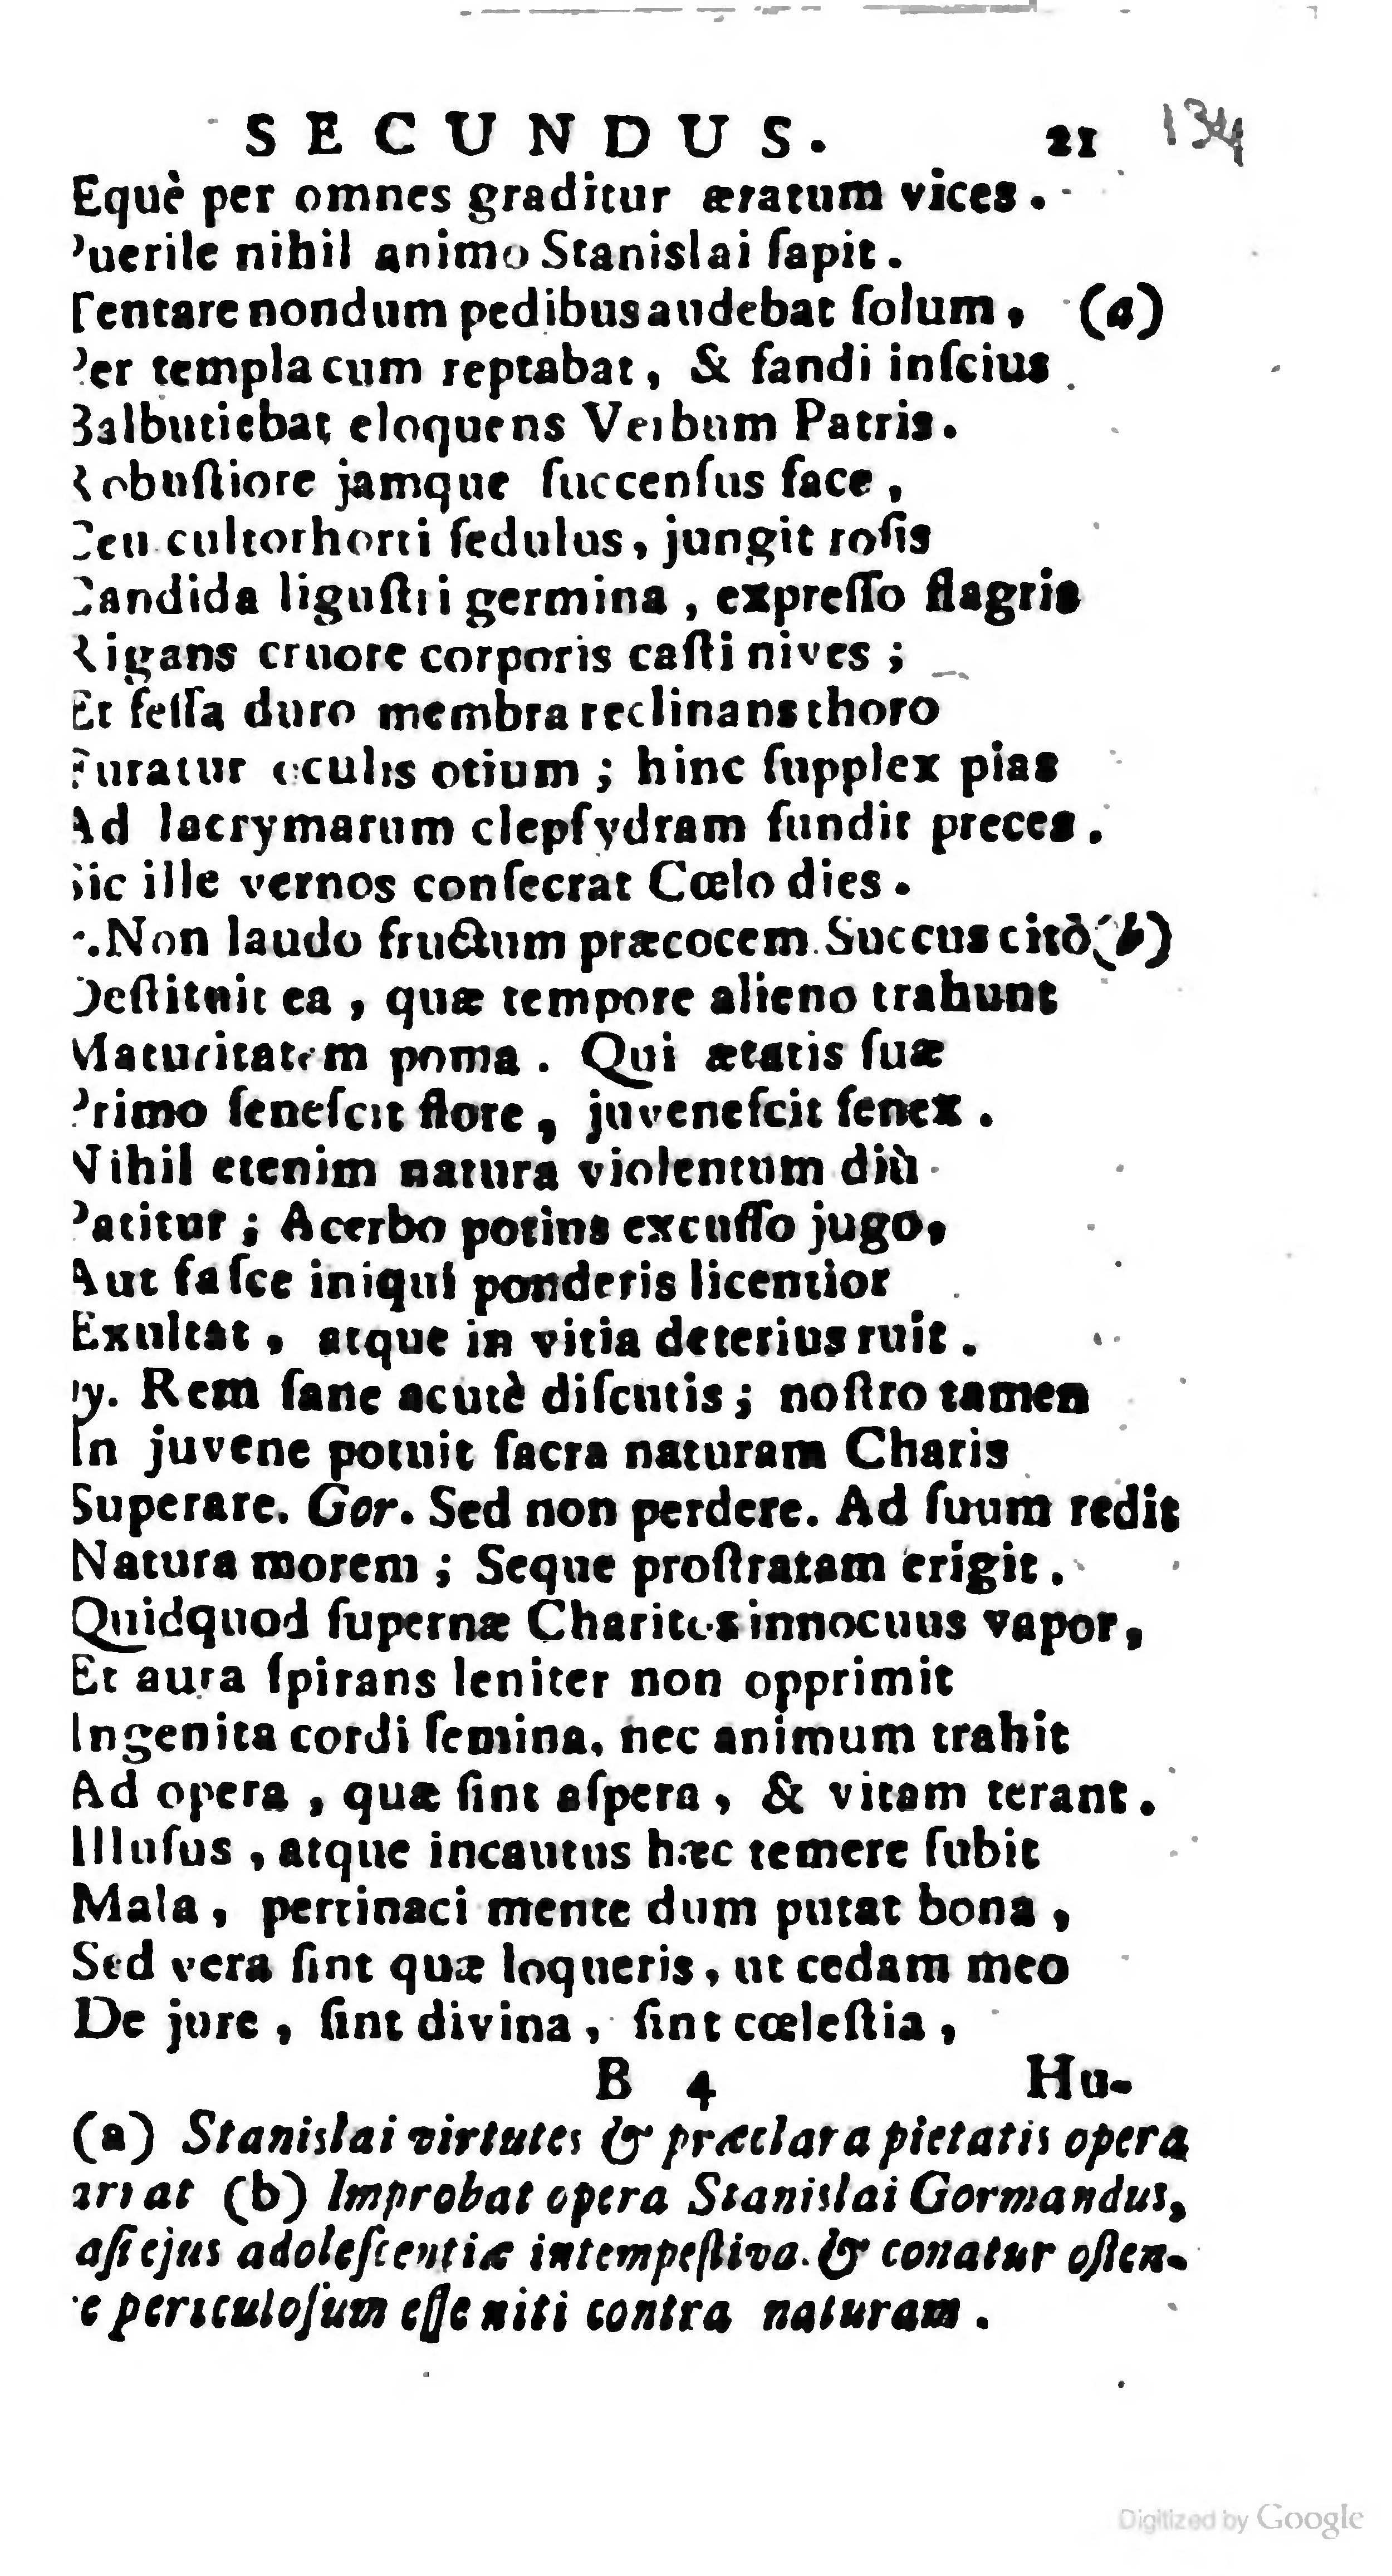 SECUNDUS. 21 134
Equè per omnes graditur æratum vices.
Puerile nihil animo Stanislai ſapit.
Tentare nondum pedibus audebat ſolum, (a)
Per templa cum reptabat, & fandi inſcius
Balbutiebat eloquens Verbum Patris.
Robuſtiore jamque ſuccenſus face,
Ceu cultor horti ſedulus, jungit roſis
Candida liguſtri germina, expreſſo flagris
Rigans cruore corporis caſti nives;
Et feſſa duro membra reclinans thoro
Furatur oculis otium; hinc ſupplex pias
Ad lacrymarum clepſydram fundit preces.
Sic ille vernos conſecrat Cœlo dies.
.Non laudo fructum præcocem. Succus citò (b)
Deſtituit ea, quæ tempore alieno trahunt
Maturitatem poma. Qui ætatis ſuæ
Primo ſeneſcit flore, juveneſcit ſenex.
Nihil etenim natura violentum diù
Patitur; Acerbo potiùs excuſſo jugo,
Aut faſce iniqui ponderis licentior
Exultat, atque in vitia deterius ruit.
y. Rem ſane acutè diſcutis; noſtro tamen
In juvene potuit ſacra naturam Charis
Superare. Gor. Sed non perdere. Ad ſuum redit
Natura morem; Seque proſtratam erigit.
Quidquod ſupernæ Charites innocuus vapor,
Et aura ſpirans leniter non opprimit
Ingenita cordi ſemina, nec animum trahit
Ad opera, quæ ſint aſpera, & vitam terant.
Illuſus, atque incautus hæc temere ſubit
Mala, pertinaci mente dum putat bona,
Sed vera ſint quæ loqueris, ut cedam meo
De jure, ſint divina, ſint cœleſtia,
B 4 Hu-
(a) Stanislai virtutes & præclara pietatis opera
arrat (b) Improbat opera Stanislai Gormandus,
aſi ejus adoleſcentiæ intempeſtiva. & conatur oſten-
e periculoſum eſſe niti contra naturam.
Digitized by Google